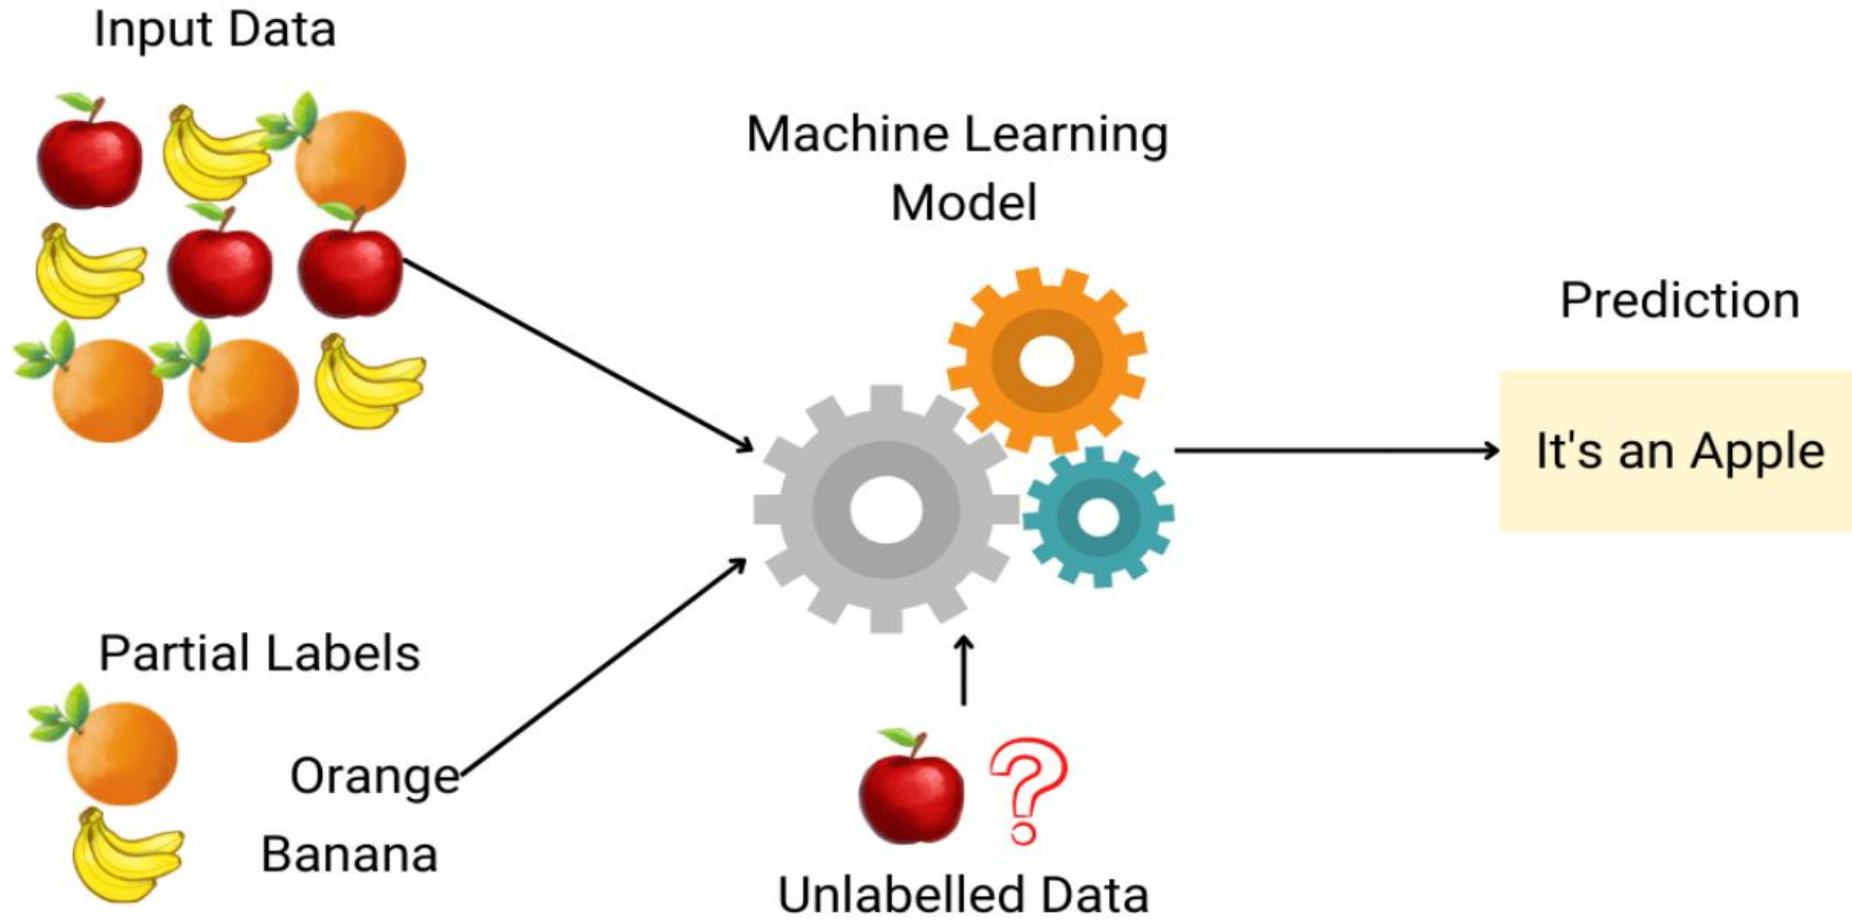 Input Data
Machine Learning
Model
Prediction
It's an Apple
Partial Labels
Orange
Banana
Unlabelled Data